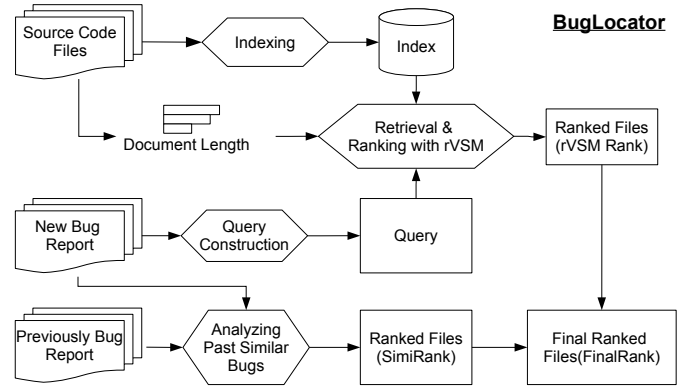 BugLocator
Source Code
Files
Indexing
Index
Document Length
Retrieval &
Ranking with rVSM
Ranked Files
(rVSM Rank)
New Bug
Report
Query
Construction
Query
Previously Bug
Report
Analyzing
Past Similar
Bugs
Ranked Files
(SimiRank)
Final Ranked
Files(FinalRank)